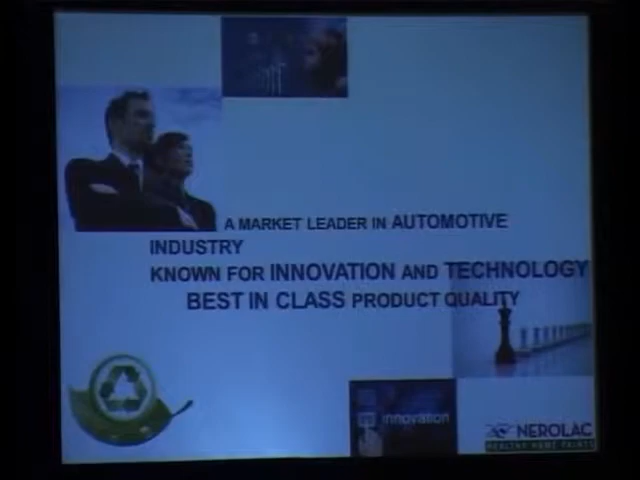 A MARKET LEADER IN AUTOMOTIVE
INDUSTRY
KNOWN FOR INNOVATION AND TECHNOLOGY
BEST IN CLASS PRODUCT QUALITY
innovation
NEROLAC
HEALTHY HOME PAINTS